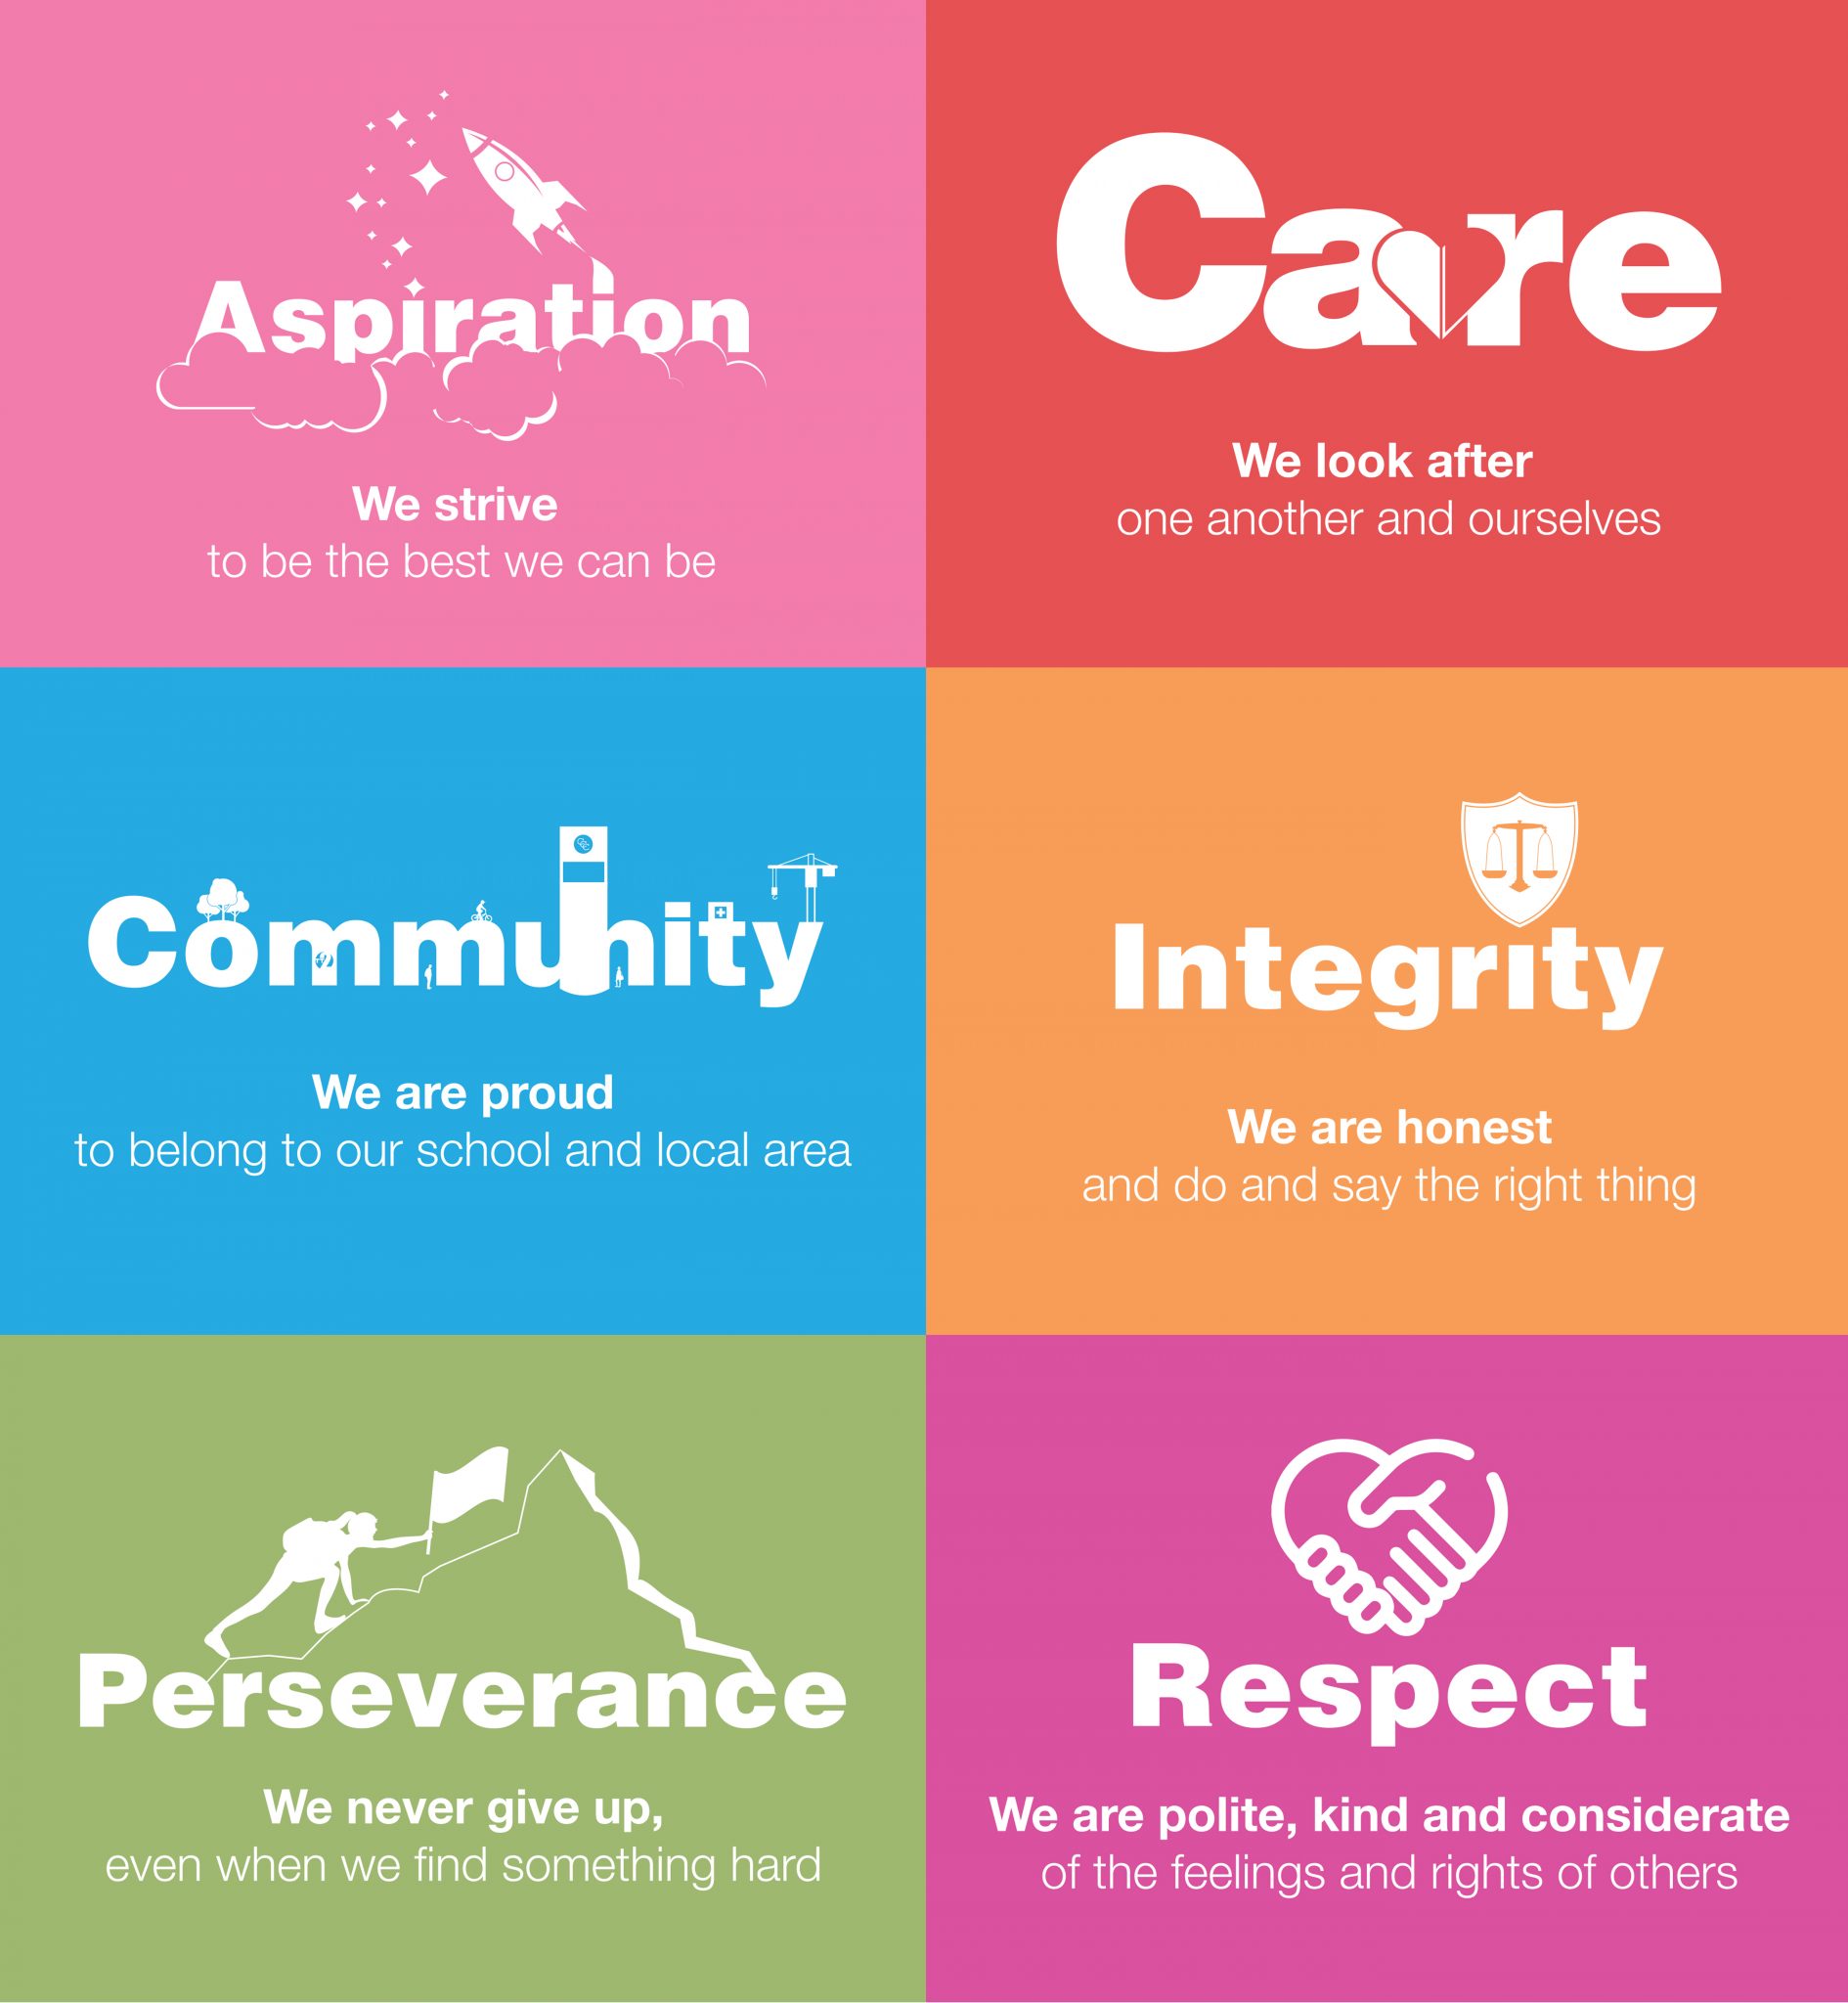 Aspiration
We strive
to be the best we can be
Care
We look after
one another and ourselves
Community
We are proud
to belong to our school and local area
Integrity
We are honest
and do and say the right thing
Perseverance
We never give up,
even when we find something hard
Respect
We are polite, kind and considerate
of the feelings and rights of others